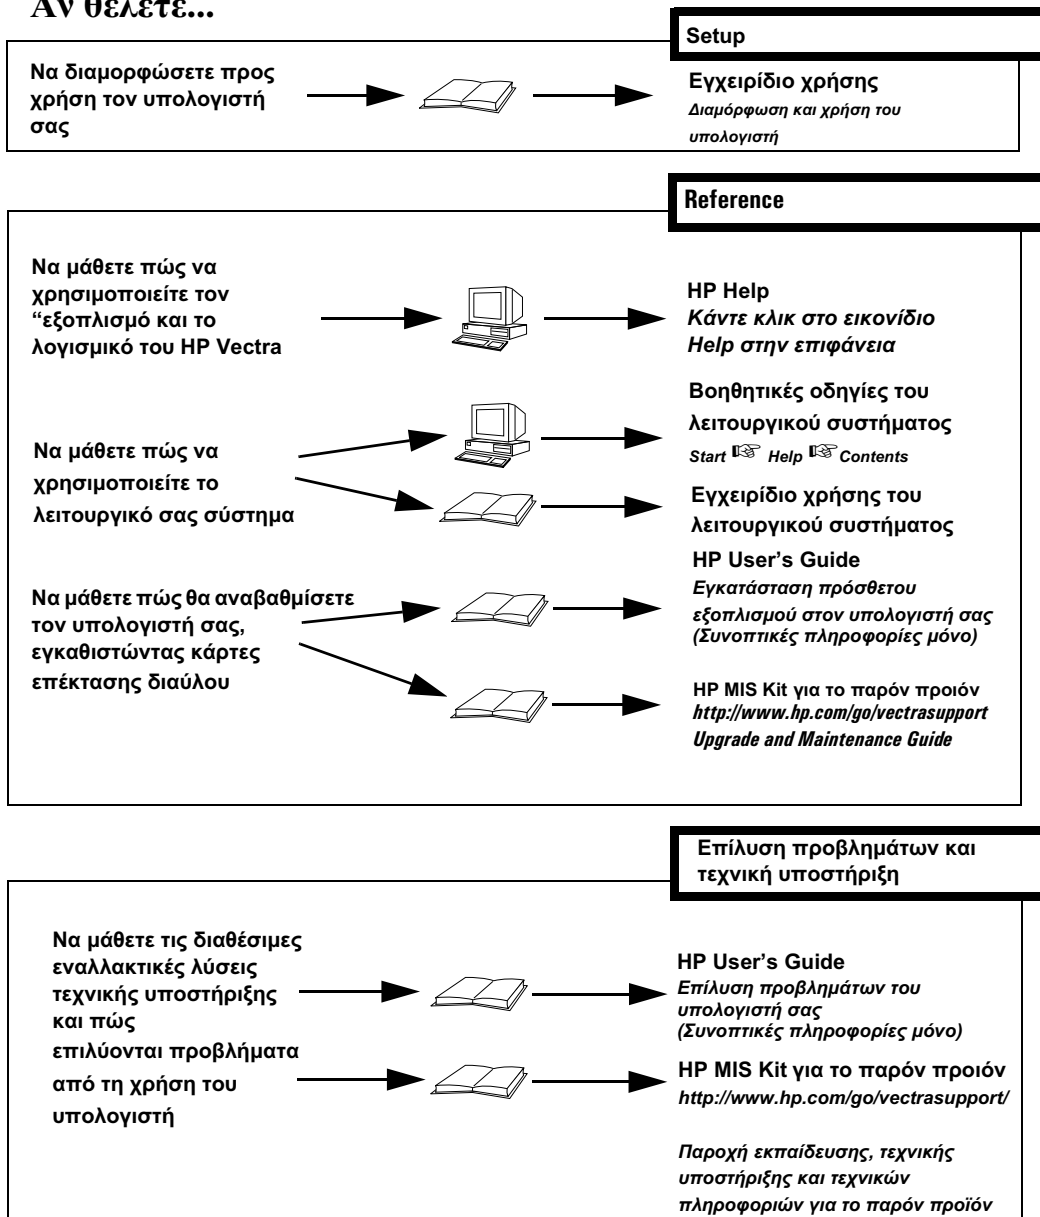 Αν θέλετε...
Setup
Να διαμορφώσετε προς
χρήση τον υπολογιστή
σας
Εγχειρίδιο χρήσης
Διαμόρφωση και χρήση του
υπολογιστή
Reference
Να μάθετε πώς να
χρησιμοποιείτε τον
“εξοπλισμό και το
λογισμικό του HP Vectra
HP Help
Κάντε κλικ στο εικονίδιο
Help στην επιφάνεια
Να μάθετε πώς να
χρησιμοποιείτε το
λειτουργικό σας σύστημα
Βοηθητικές οδηγίες του
λειτουργικού συστήματος
Start ☞ Help ☞ Contents
Εγχειρίδιο χρήσης του
λειτουργικού συστήματος
Να μάθετε πώς θα αναβαθμίσετε
τον υπολογιστή σας,
εγκαθιστώντας κάρτες
επέκτασης διαύλου
HP User's Guide
Εγκατάσταση πρόσθετου
εξοπλισμού στον υπολογιστή σας
(Συνοπτικές πληροφορίες μόνο)
HP MIS Kit για το παρόν προιόν
http://www.hp.com/go/vectrasupport
Upgrade and Maintenance Guide
Επίλυση προβλημάτων και
τεχνική υποστήριξη
Να μάθετε τις διαθέσιμες
εναλλακτικές λύσεις
τεχνικής υποστήριξης
και πώς
επιλύονται προβλήματα
από τη χρήση του
υπολογιστή
HP User's Guide
Επίλυση προβλημάτων του
υπολογιστή σας
(Συνοπτικές πληροφορίες μόνο)
HP MIS Kit για το παρόν προιόν
http://www.hp.com/go/vectrasupport/
Παροχή εκπαίδευσης, τεχνικής
υποστήριξης και τεχνικών
πληροφοριών για το παρόν προϊόν